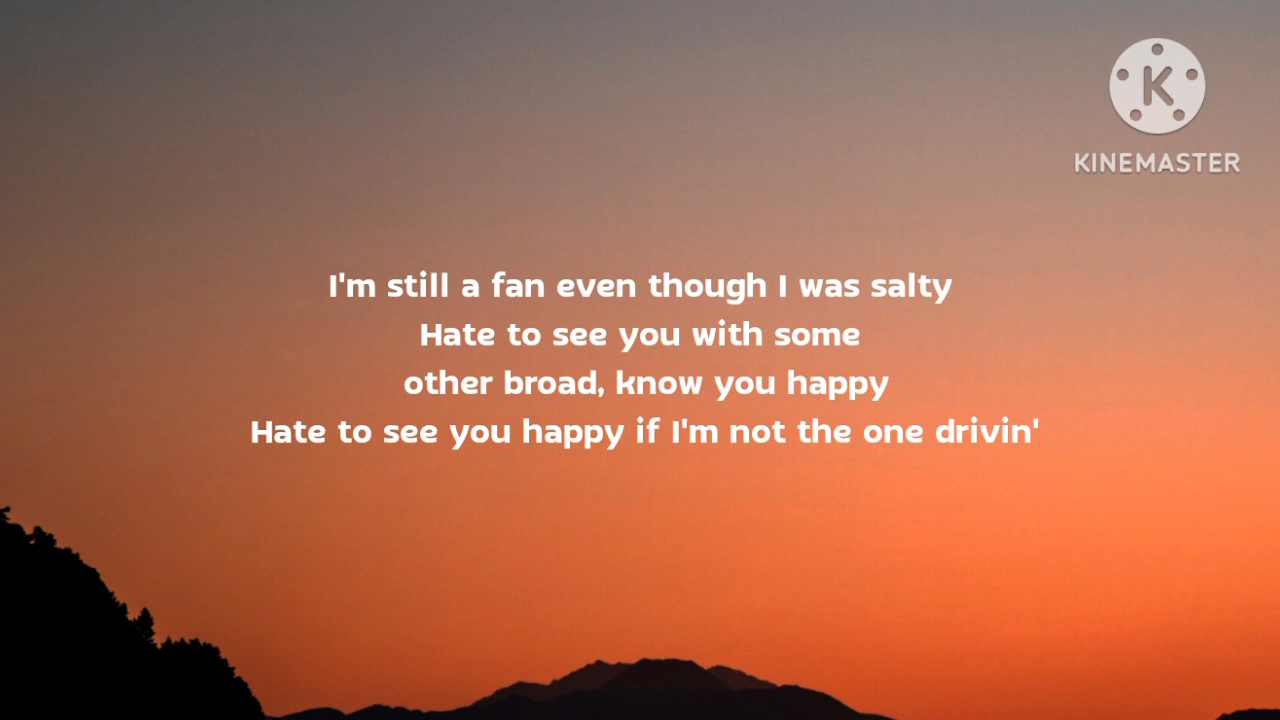 K
KINEMASTER
I'm still a fan even though I was salty
Hate to see you with some
other broad, know you happy
Hate to see you happy if I'm not the one drivin'